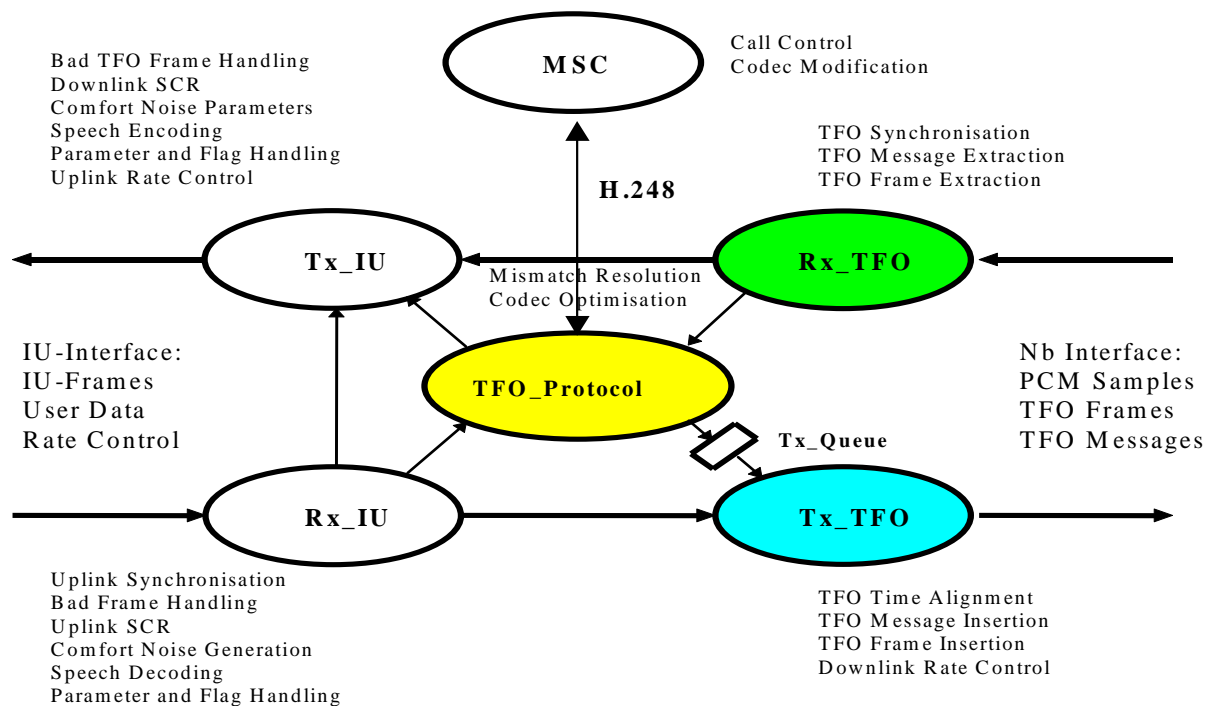 Bad TFO Frame Handling
Downlink SCR
Comfort Noise Parameters
Speech Encoding
Parameter and Flag Handling
Uplink Rate Control
MSC
Call Control
Codec Modification
TFO Synchronisation
TFO Message Extraction
TFO Frame Extraction
H.248
Tx_IU
Rx_TFO
Mismatch Resolution
Codec Optimisation
IU-Interface:
IU-Frames
User Data
Rate Control
TFO_Protocol
Nb Interface:
PCM Samples
TFO Frames
TFO Messages
Tx_Queue
Rx_IU
Tx_TFO
Uplink Synchronisation
Bad Frame Handling
Uplink SCR
Comfort Noise Generation
Speech Decoding
Parameter and Flag Handling
TFO Time Alignment
TFO Message Insertion
TFO Frame Insertion
Downlink Rate Control